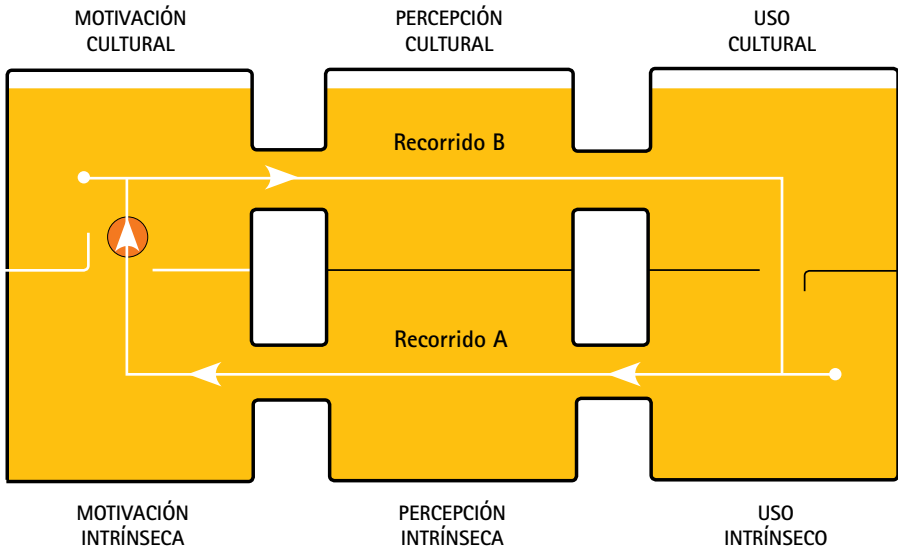 MOTIVACIÓN
CULTURAL
PERCEPCIÓN
CULTURAL
USO
CULTURAL
Recorrido B
Recorrido A
MOTIVACIÓN
INTRÍNSECA
PERCEPCIÓN
INTRÍNSECA
USO
INTRÍNSECO